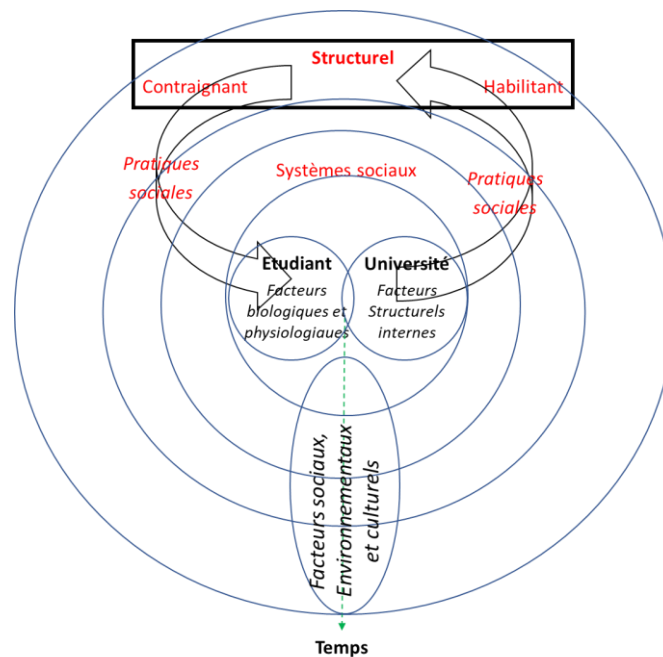 Structurel
Contraignant
Habilitant
Pratiques
sociales
Systèmes sociaux
Pratiques
sociales
Etudiant
Facteurs
biologiques et
physiologiaues
Université
Facteurs
Structurels
internes
Facteurs sociaux,
Environnementaux
et culturels
Temps